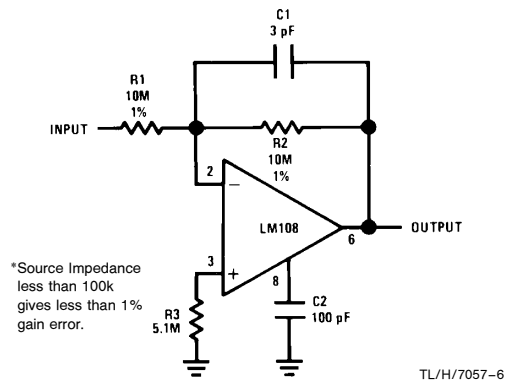 C1
3 pF
R1
10M
1%
INPUT
R2
10M
1%
2
−
LM108
6
OUTPUT
3
+
8
*Source Impedance
less than 100k
gives less than 1%
gain error.
R3
5.1M
C2
100 pF
TL/H/7057–6